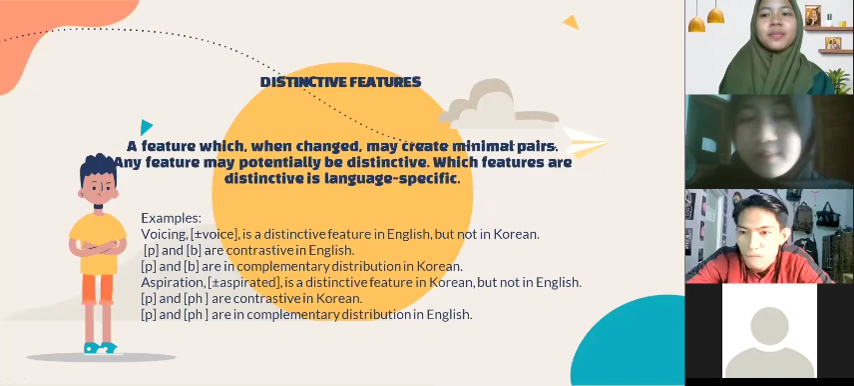 DISTINCTIVE FEATURES
A feature which, when changed, may create minimal pairs.
Any feature may potentially be distinctive. Which features are
distinctive is language-specific.
Examples:
Voicing, [±voice], is a distinctive feature in English, but not in Korean.
[p] and [b] are contrastive in English.
[p] and [b] are in complementary distribution in Korean.
Aspiration, [±aspirated], is a distinctive feature in Korean, but not in English.
[p] and [ph ] are contrastive in Korean.
[p] and [ph ] are in complementary distribution in English.